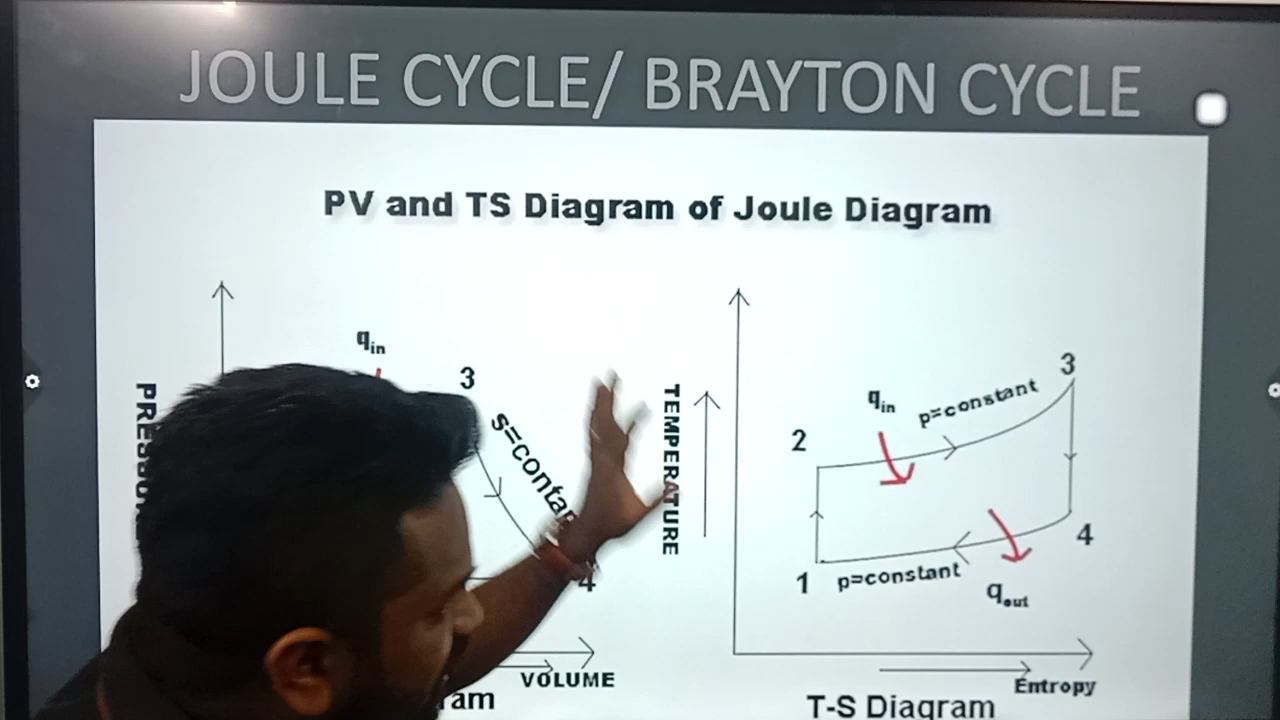 JOULE CYCLE/ BRAYTON CYCLE
PV and TS Diagram of Joule Diagram
qin
3
s=contan
4
VOLUME
TEMPERATURE
3
qin
p=constant
2
4
1
p=constant
qout
Entropy
T-S Diagram